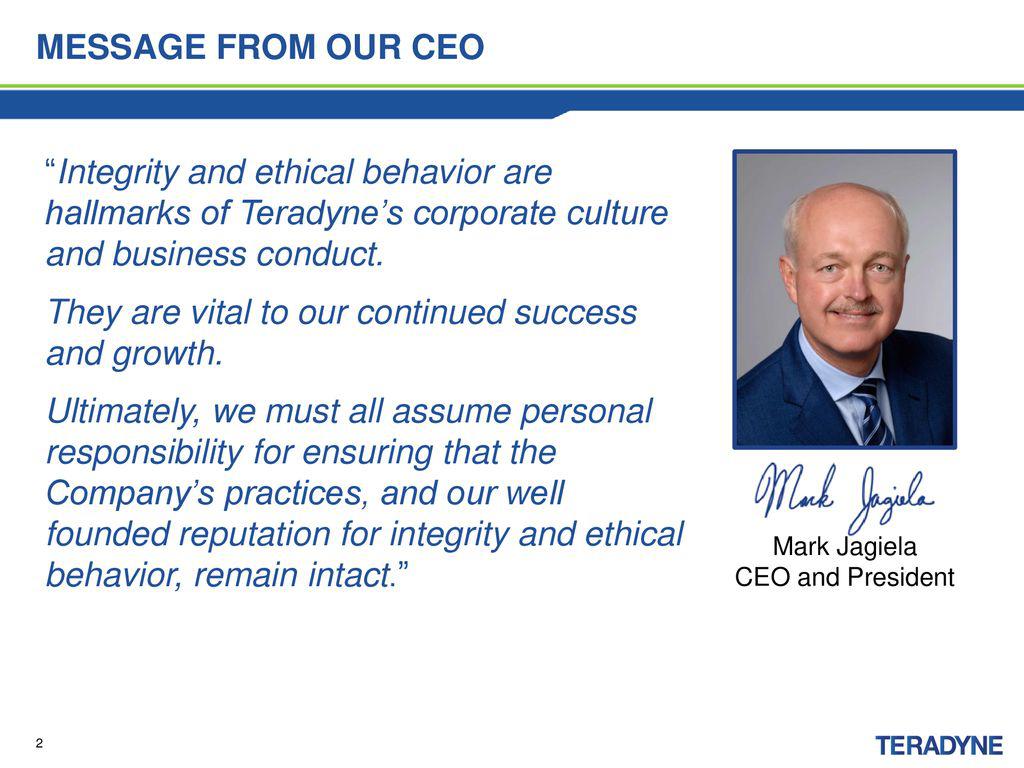 MESSAGE FROM OUR CEO
“Integrity and ethical behavior are
hallmarks of Teradyne’s corporate culture
and business conduct.
They are vital to our continued success
and growth.
Ultimately, we must all assume personal
responsibility for ensuring that the
Company’s practices, and our well
founded reputation for integrity and ethical
behavior, remain intact.”
Mark Jagiela
Mark Jagiela
CEO and President
2
TERADYNE